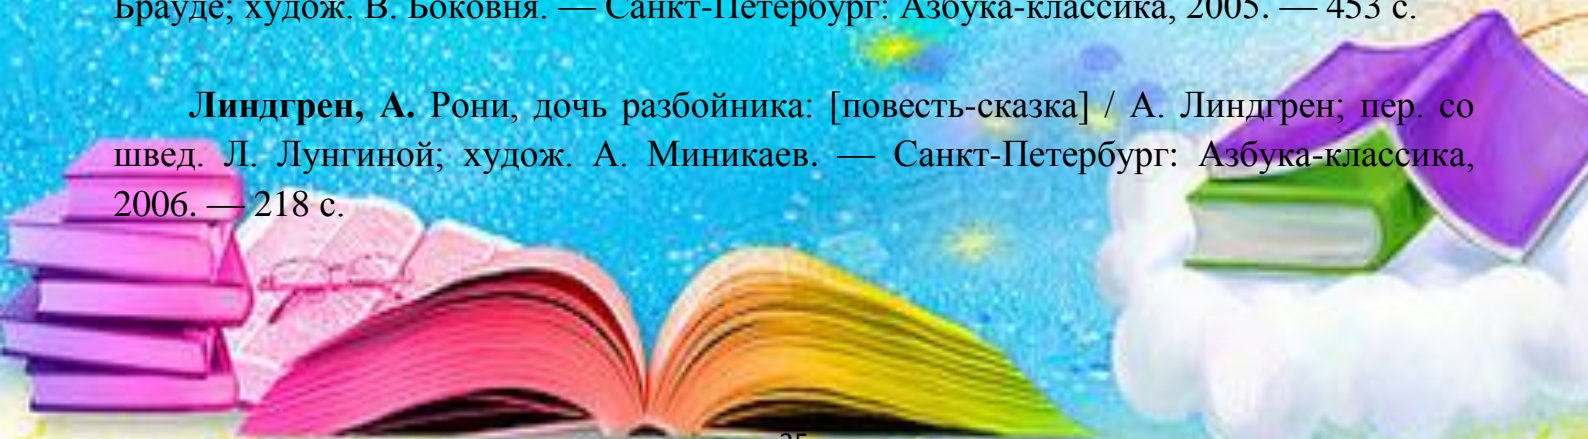 Брауде; худож. В. Боковня. — Санкт-Петербург: Азбука-классика, 2005. — 453 с.
Линдгрен, А. Рони, дочь разбойника: [повесть-сказка] / А. Линдгрен; пер. со
швед. Л. Лунгиной; худож. А. Миникаев. — Санкт-Петербург: Азбука-классика,
2006. — 218 с.